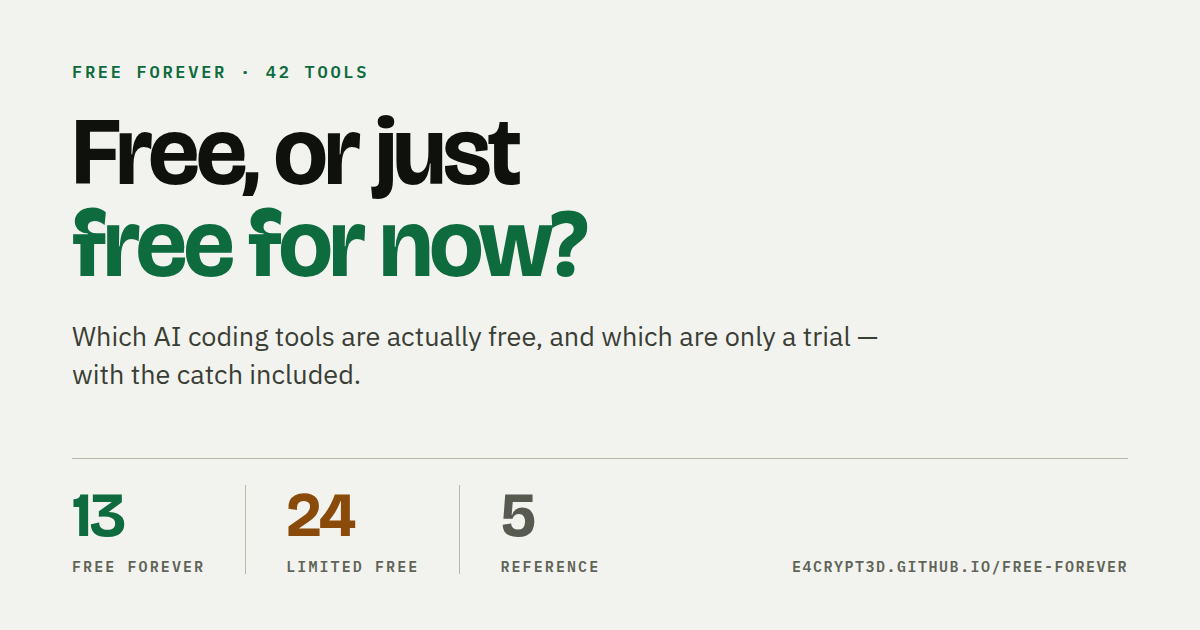 FREE FOREVER · 42 TOOLS
Free, or just
free for now?
Which AI coding tools are actually free, and which are only a trial —
with the catch included.
13
FREE FOREVER
24
LIMITED FREE
5
REFERENCE
E4CRYPT3D.GITHUB.IO/FREE-FOREVER